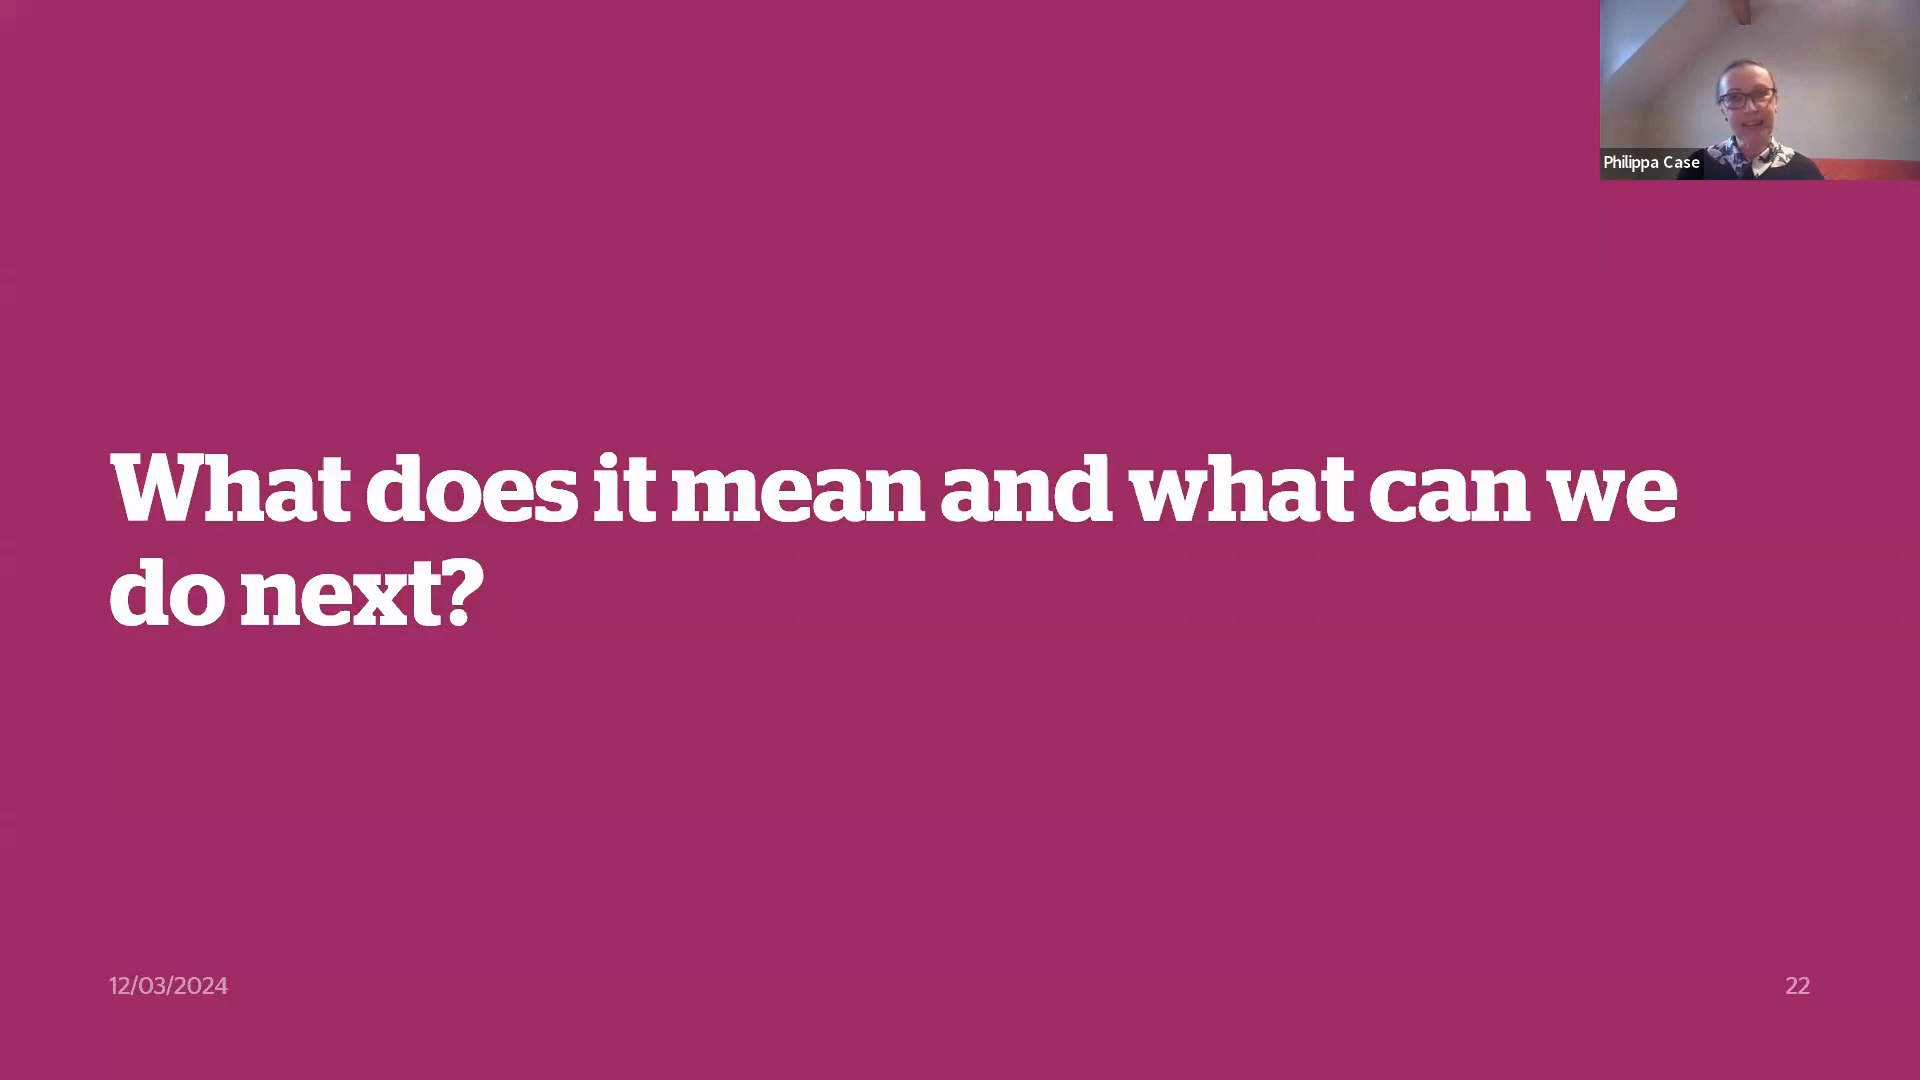 Philippa Case
What does it mean and what can we
do next?
12/03/2024
22